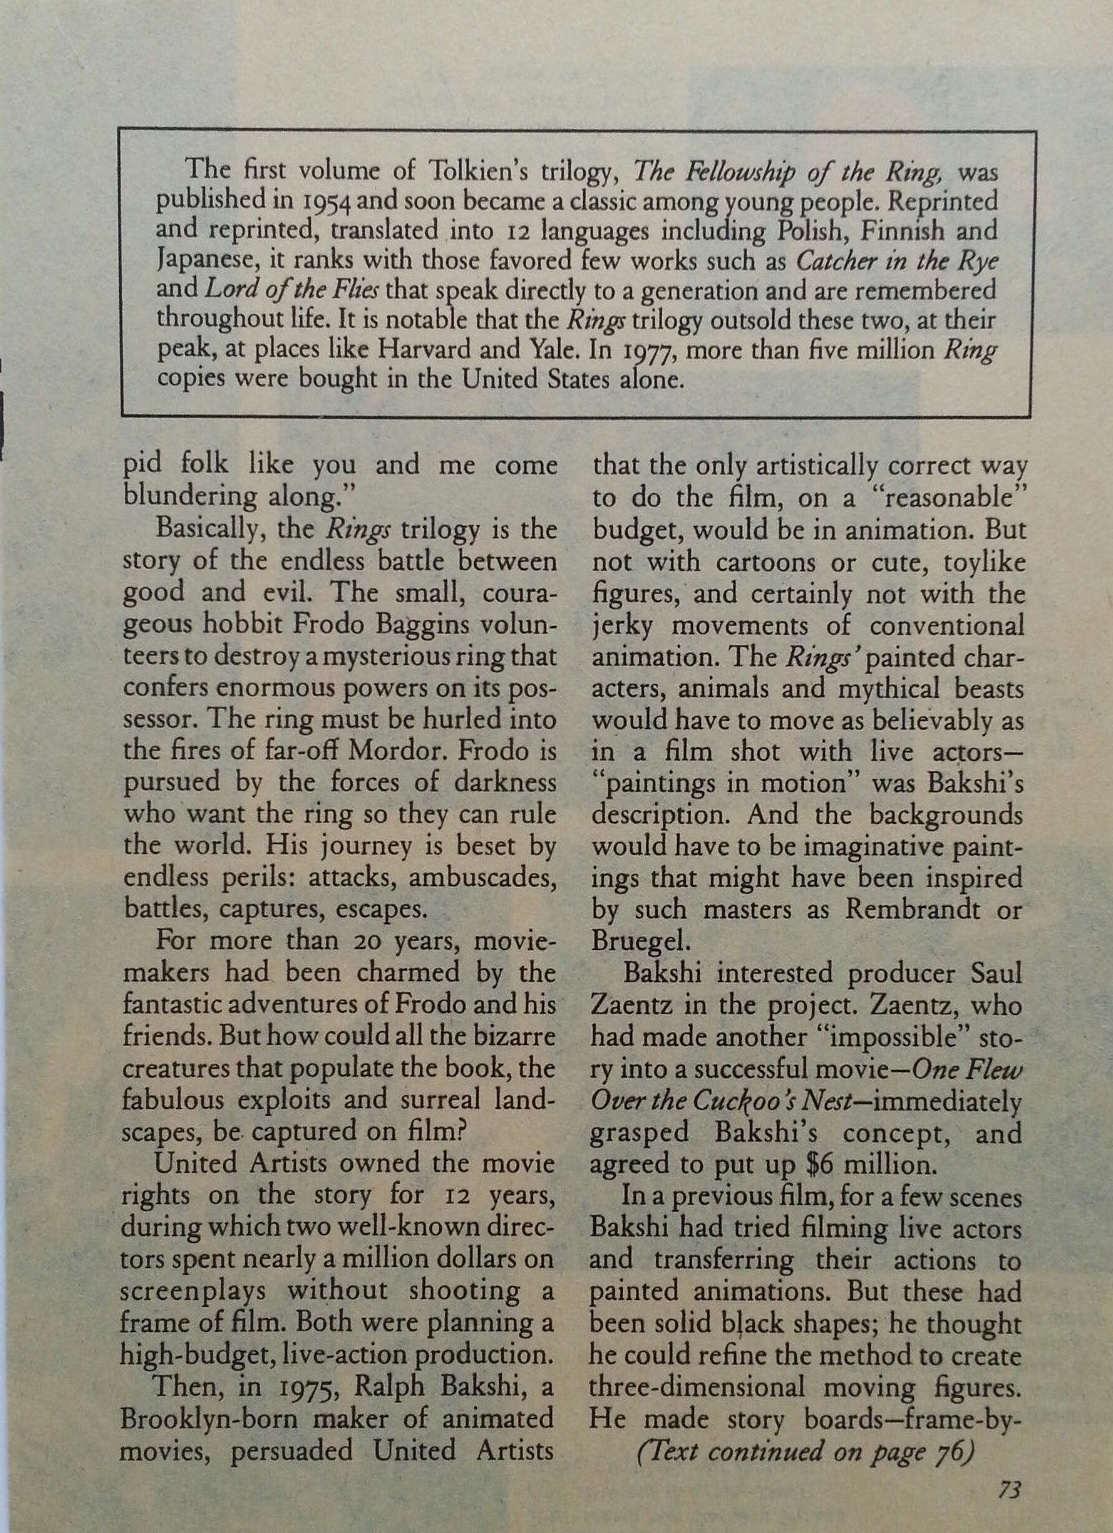 The first volume of Tolkien's trilogy, The Fellowship of the Ring, was
published in 1954 and soon became a classic among young people. Reprinted
and reprinted, translated into 12 languages including Polish, Finnish and
Japanese, it ranks with those favored few works such as Catcher in the Rye
and Lord of the Flies that speak directly to a generation and are remembered
throughout life. It is notable that the Rings trilogy outsold these two, at their
peak, at places like Harvard and Yale. In 1977, more than five million Ring
copies were bought in the United States alone.
pid folk like you and me come
blundering along."
Basically, the Rings trilogy is the
story of the endless battle between
good and evil. The small, coura-
geous hobbit Frodo Baggins volun-
teers to destroy a mysterious ring that
confers enormous powers on its pos-
sessor. The ring must be hurled into
the fires of far-off Mordor. Frodo is
pursued by the forces of darkness
who want the ring so they can rule
the world. His journey is beset by
endless perils: attacks, ambuscades,
battles, captures, escapes.
For more than 20 years, movie-
makers had been charmed by the
fantastic adventures of Frodo and his
friends. But how could all the bizarre
creatures that populate the book, the
fabulous exploits and surreal land-
scapes, be captured on film?
United Artists owned the movie
rights on the story for 12 years,
during which two well-known direc-
tors spent nearly a million dollars on
screenplays without shooting a
frame of film. Both were planning a
high-budget, live-action production.
Then, in 1975, Ralph Bakshi, a
Brooklyn-born maker of animated
movies, persuaded United Artists
that the only artistically correct way
to do the film, on a "reasonable"
budget, would be in animation. But
not with cartoons or cute, toylike
figures, and certainly not with the
jerky movements of conventional
animation. The Rings' painted char-
acters, animals and mythical beasts
would have to move as believably as
in a film shot with live actors—
"paintings in motion" was Bakshi's
description. And the backgrounds
would have to be imaginative paint-
ings that might have been inspired
by such masters as Rembrandt or
Bruegel.
Bakshi interested producer Saul
Zaentz in the project. Zaentz, who
had made another "impossible" sto-
ry into a successful movie—One Flew
Over the Cuckoo's Nest—immediately
grasped Bakshi's concept, and
agreed to put up $6 million.
In a previous film, for a few scenes
Bakshi had tried filming live actors
and transferring their actions to
painted animations. But these had
been solid black shapes; he thought
he could refine the method to create
three-dimensional moving figures.
He made story boards—frame-by-
(Text continued on page 76)
73